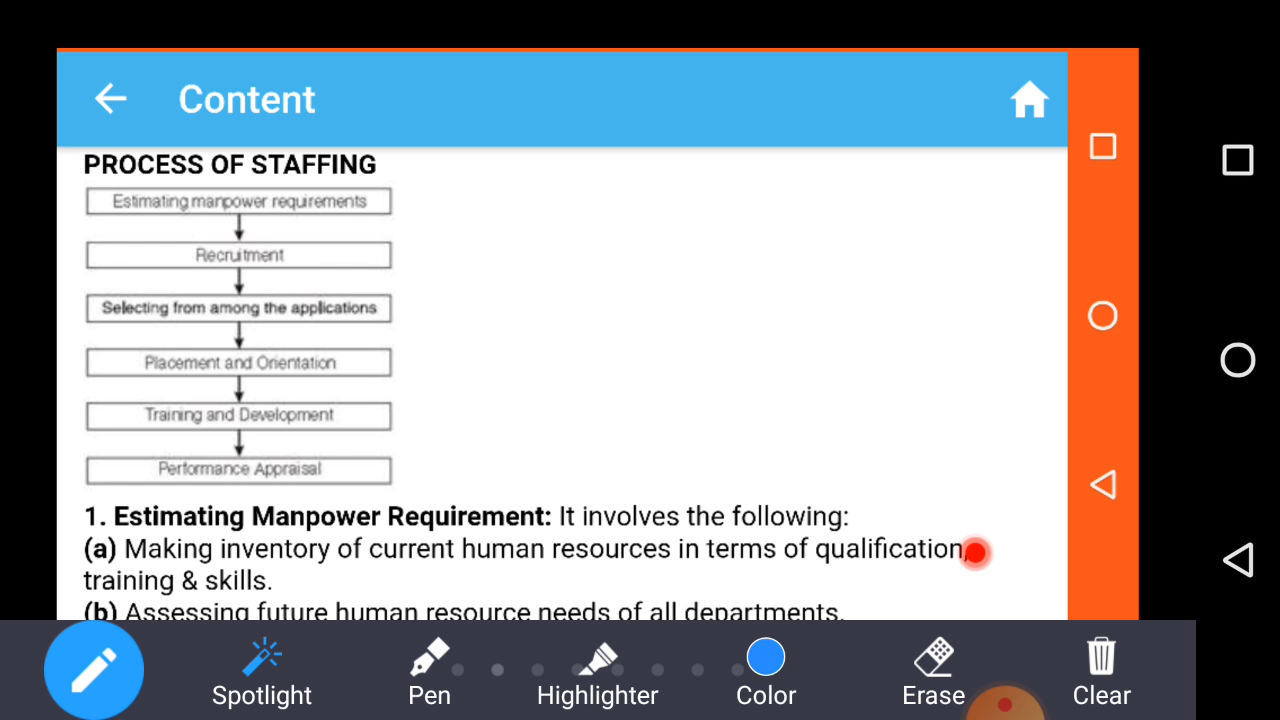 Content
PROCESS OF STAFFING
Estimating manpower requirements
Recruitment
Selecting from among the applications
Placement and Orientation
Training and Development
Performance Appraisal
1. Estimating Manpower Requirement: It involves the following:
(a) Making inventory of current human resources in terms of qualification,
training & skills.
(b) Assessing future human resource needs of all departments.
Spotlight
Pen
Highlighter
Color
Erase
Clear